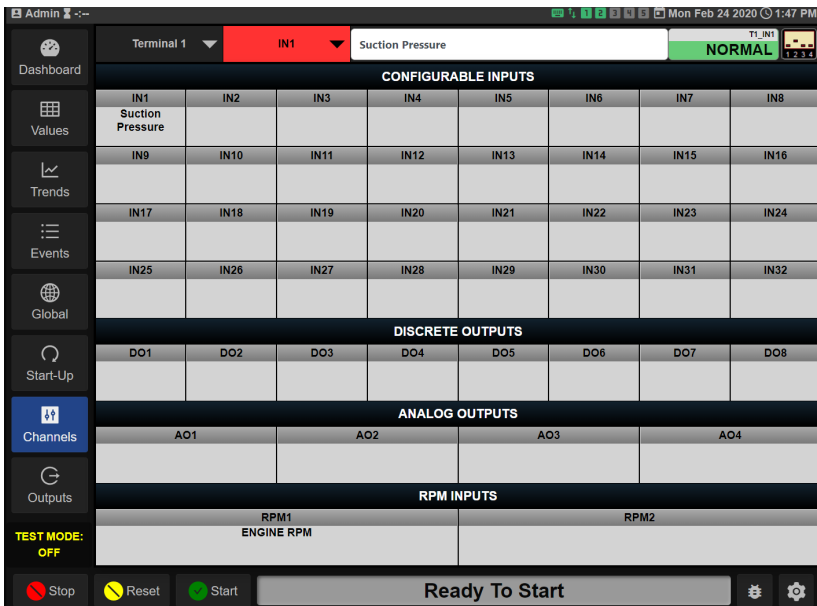 Admin -:--
1 2 3 4 5 Mon Feb 24 2020 1:47 PM
Dashboard
Values
Trends
Events
Global
Start-Up
Channels
Outputs
TEST MODE:
OFF
Terminal 1
IN1
Suction Pressure
T1_IN1
NORMAL
1 2 3 4
CONFIGURABLE INPUTS
IN1 IN2 IN3 IN4 IN5 IN6 IN7 IN8
Suction
Pressure
IN9 IN10 IN11 IN12 IN13 IN14 IN15 IN16
IN17 IN18 IN19 IN20 IN21 IN22 IN23 IN24
IN25 IN26 IN27 IN28 IN29 IN30 IN31 IN32
DISCRETE OUTPUTS
DO1 DO2 DO3 DO4 DO5 DO6 DO7 DO8
ANALOG OUTPUTS
AO1 AO2 AO3 AO4
RPM INPUTS
RPM1 RPM2
ENGINE RPM
Stop Reset Start Ready To Start